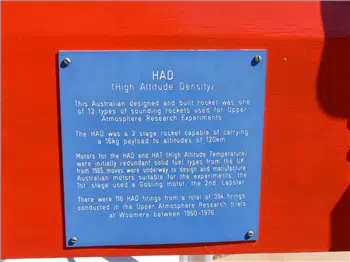 HAD
(High Altitude Density)
This Australian designed and built rocket was one
of 13 types of sounding rockets used for Upper
Atmosphere Research Experiments
The HAD was a 2 stage rocket capable of carrying
a 16kg payload to altitudes of 120km
Motors for the HAD and HAT (High Altitude Temperature)
were initially redundant solid fuel types from the UK
from 1965, moves were underway to design and manufacture
Australian motors suitable for the experiments; the
1st stage used a Gosling motor, the 2nd Lapstar
There were 116 HAD firings from a total of 394 firings
conducted in the Upper Atmosphere Research trials
at Woomera between 1960-1976